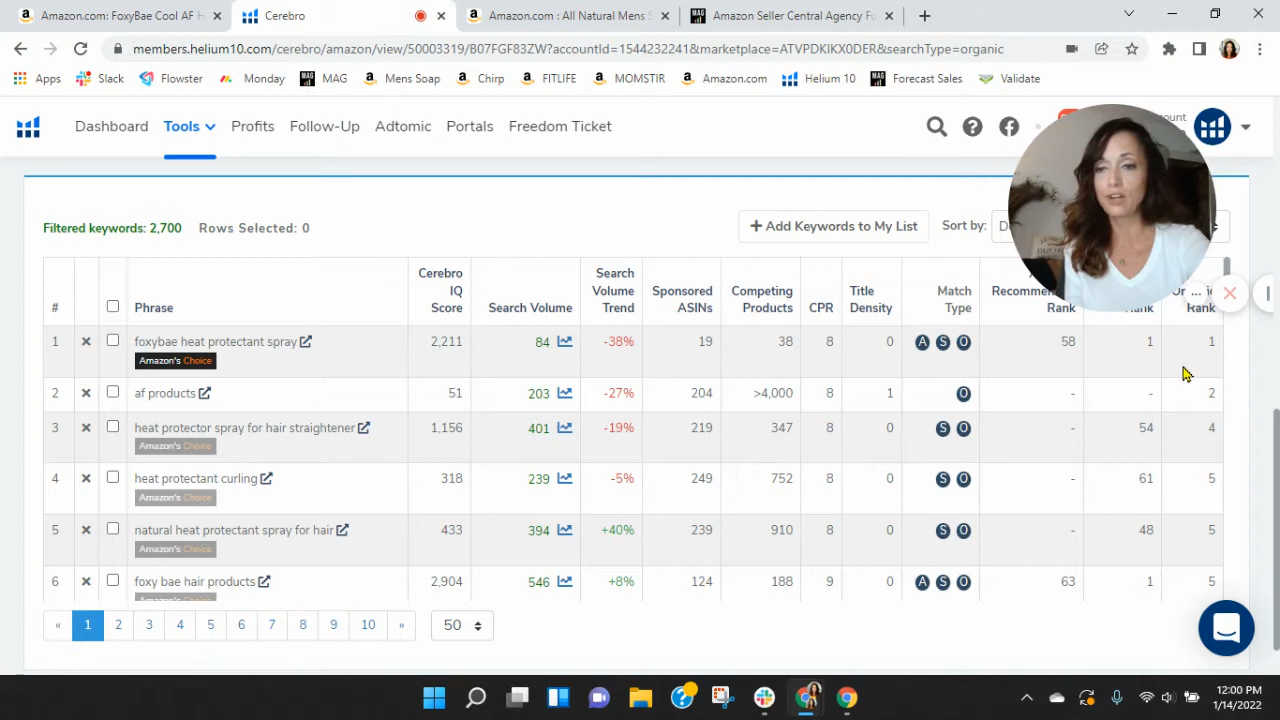 Amazon.com: FoxyBae Cool AF H
Cerebro
Amazon.com : All Natural Mens S
Amazon Seller Central Agency Fu
members.helium10.com/cerebro/amazon/view/50003319/B07FGF83ZW?accountId=1544232241&marketplace=ATVPDKIKX0DER&searchType=organic
Apps Slack Flowster Monday MAG Mens Soap Chirp FITLIFE MOMSTIR Amazon.com Helium 10 Forecast Sales Validate
Dashboard Tools Profits Follow-Up Adtomic Portals Freedom Ticket
Filtered keywords: 2,700 Rows Selected: 0 + Add Keywords to My List Sort by:
# Phrase Cerebro IQ Score Search Volume Search Volume Trend Sponsored ASINs Competing Products CPR Title Density Match Type Rank Rank Rank
1 foxybae heat protectant spray 2,211 84 -38% 19 38 8 0 A S O 58 1 1
Amazon's Choice
2 af products 51 203 -27% 204 >4,000 8 1 O - - 2
3 heat protector spray for hair straightener 1,156 401 -19% 219 347 8 0 S O - 54 4
Amazon's Choice
4 heat protectant curling 318 239 -5% 249 752 8 0 S O - 61 5
Amazon's Choice
5 natural heat protectant spray for hair 433 394 +40% 239 910 8 0 S O - 48 5
Amazon's Choice
6 foxy bae hair products 2,904 546 +8% 124 188 9 0 A S O 63 1 5
« 1 2 3 4 5 6 7 8 9 10 » 50
12:00 PM
1/14/2022